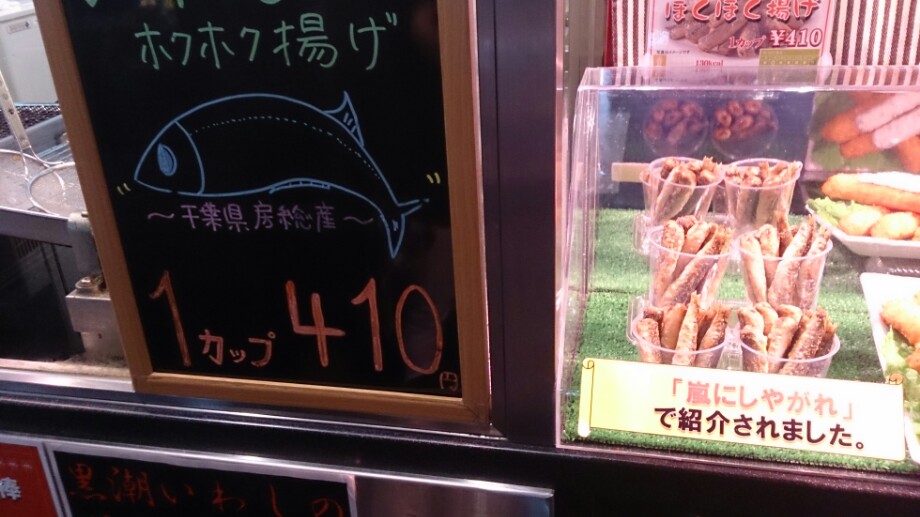 ホクホク揚げ
～千葉県房総産～
1カップ 410円
ほくほく揚げ
1カップ ¥410
130kcal
「嵐にしやがれ」
で紹介されました。
棒
黒潮いわしの